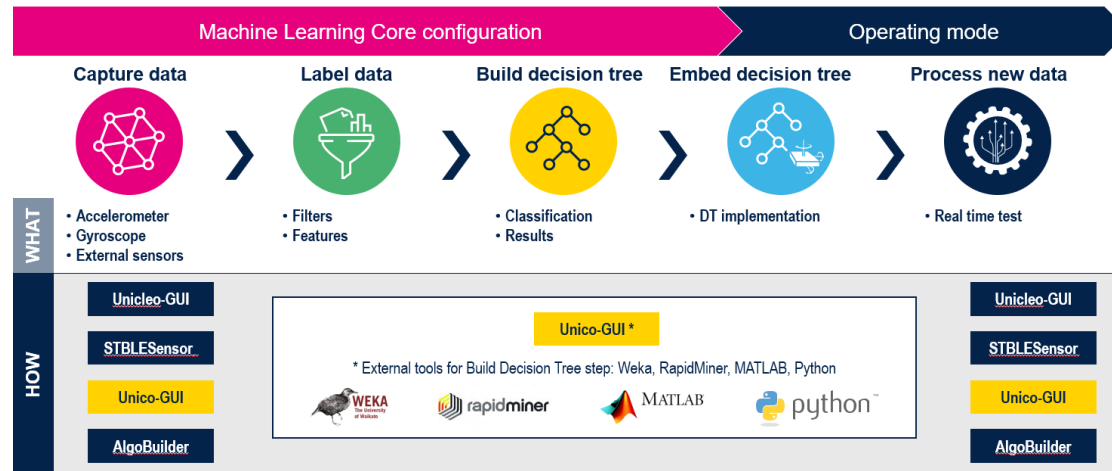 Machine Learning Core configuration
Operating mode
Capture data
Label data
Build decision tree
Embed decision tree
Process new data
WHAT
• Accelerometer
• Gyroscope
• External sensors
• Filters
• Features
• Classification
• Results
• DT implementation
• Real time test
HOW
Unicleo-GUI
STBLESensor
Unico-GUI
AlgoBuilder
Unico-GUI *
* External tools for Build Decision Tree step: Weka, RapidMiner, MATLAB, Python
WEKA
The University
of Waikato
rapidminer
MATLAB
python™
Unicleo-GUI
STBLESensor
Unico-GUI
AlgoBuilder